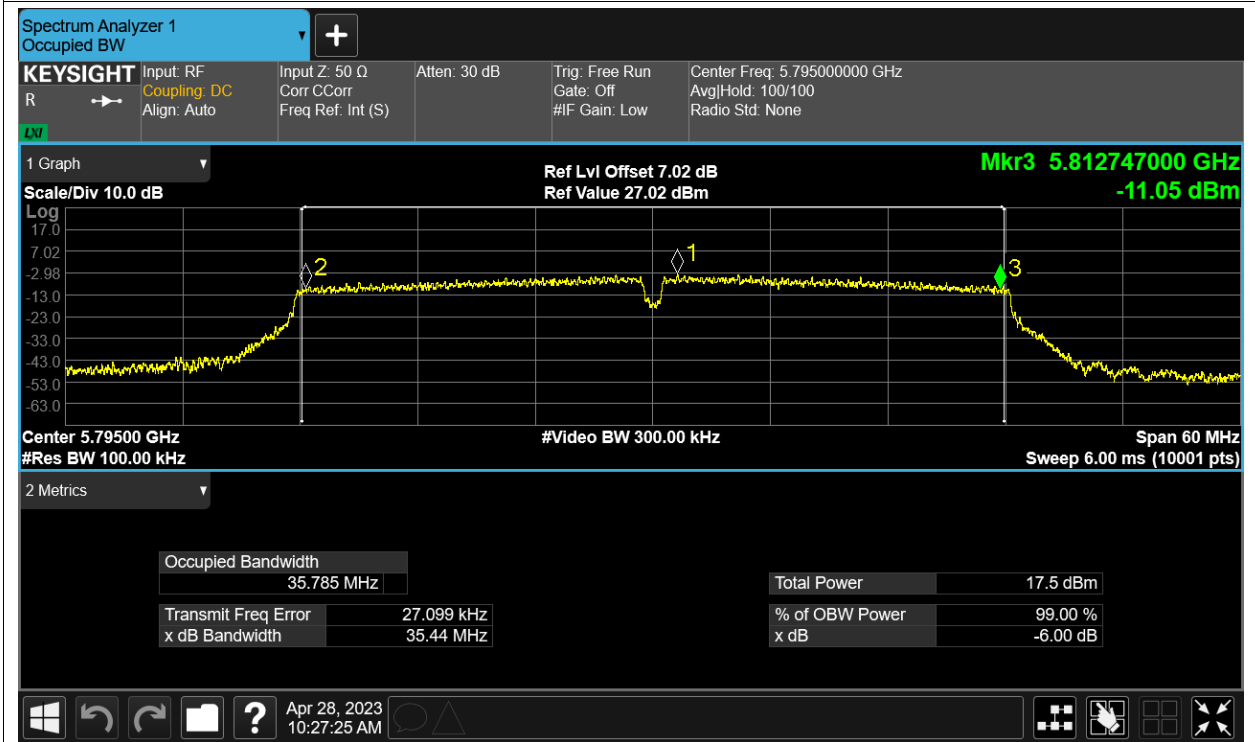 Spectrum Analyzer 1
Occupied BW
KEYSIGHT
R
LXI
Input: RF
Coupling: DC
Align: Auto
Input Z: 50 Ω
Corr CCorr
Freq Ref: Int (S)
Atten: 30 dB
Trig: Free Run
Gate: Off
#IF Gain: Low
Center Freq: 5.795000000 GHz
Avg|Hold: 100/100
Radio Std: None
1 Graph
Scale/Div 10.0 dB
Ref Lvl Offset 7.02 dB
Ref Value 27.02 dBm
Mkr3 5.812747000 GHz
-11.05 dBm
Log
17.0
7.02
-2.98
-13.0
-23.0
-33.0
-43.0
-53.0
-63.0
2
1
3
Center 5.79500 GHz
#Res BW 100.00 kHz
#Video BW 300.00 kHz
Span 60 MHz
Sweep 6.00 ms (10001 pts)
2 Metrics
Occupied Bandwidth
35.785 MHz
Transmit Freq Error 27.099 kHz
x dB Bandwidth 35.44 MHz
Total Power 17.5 dBm
% of OBW Power 99.00 %
x dB -6.00 dB
?
Apr 28, 2023
10:27:25 AM